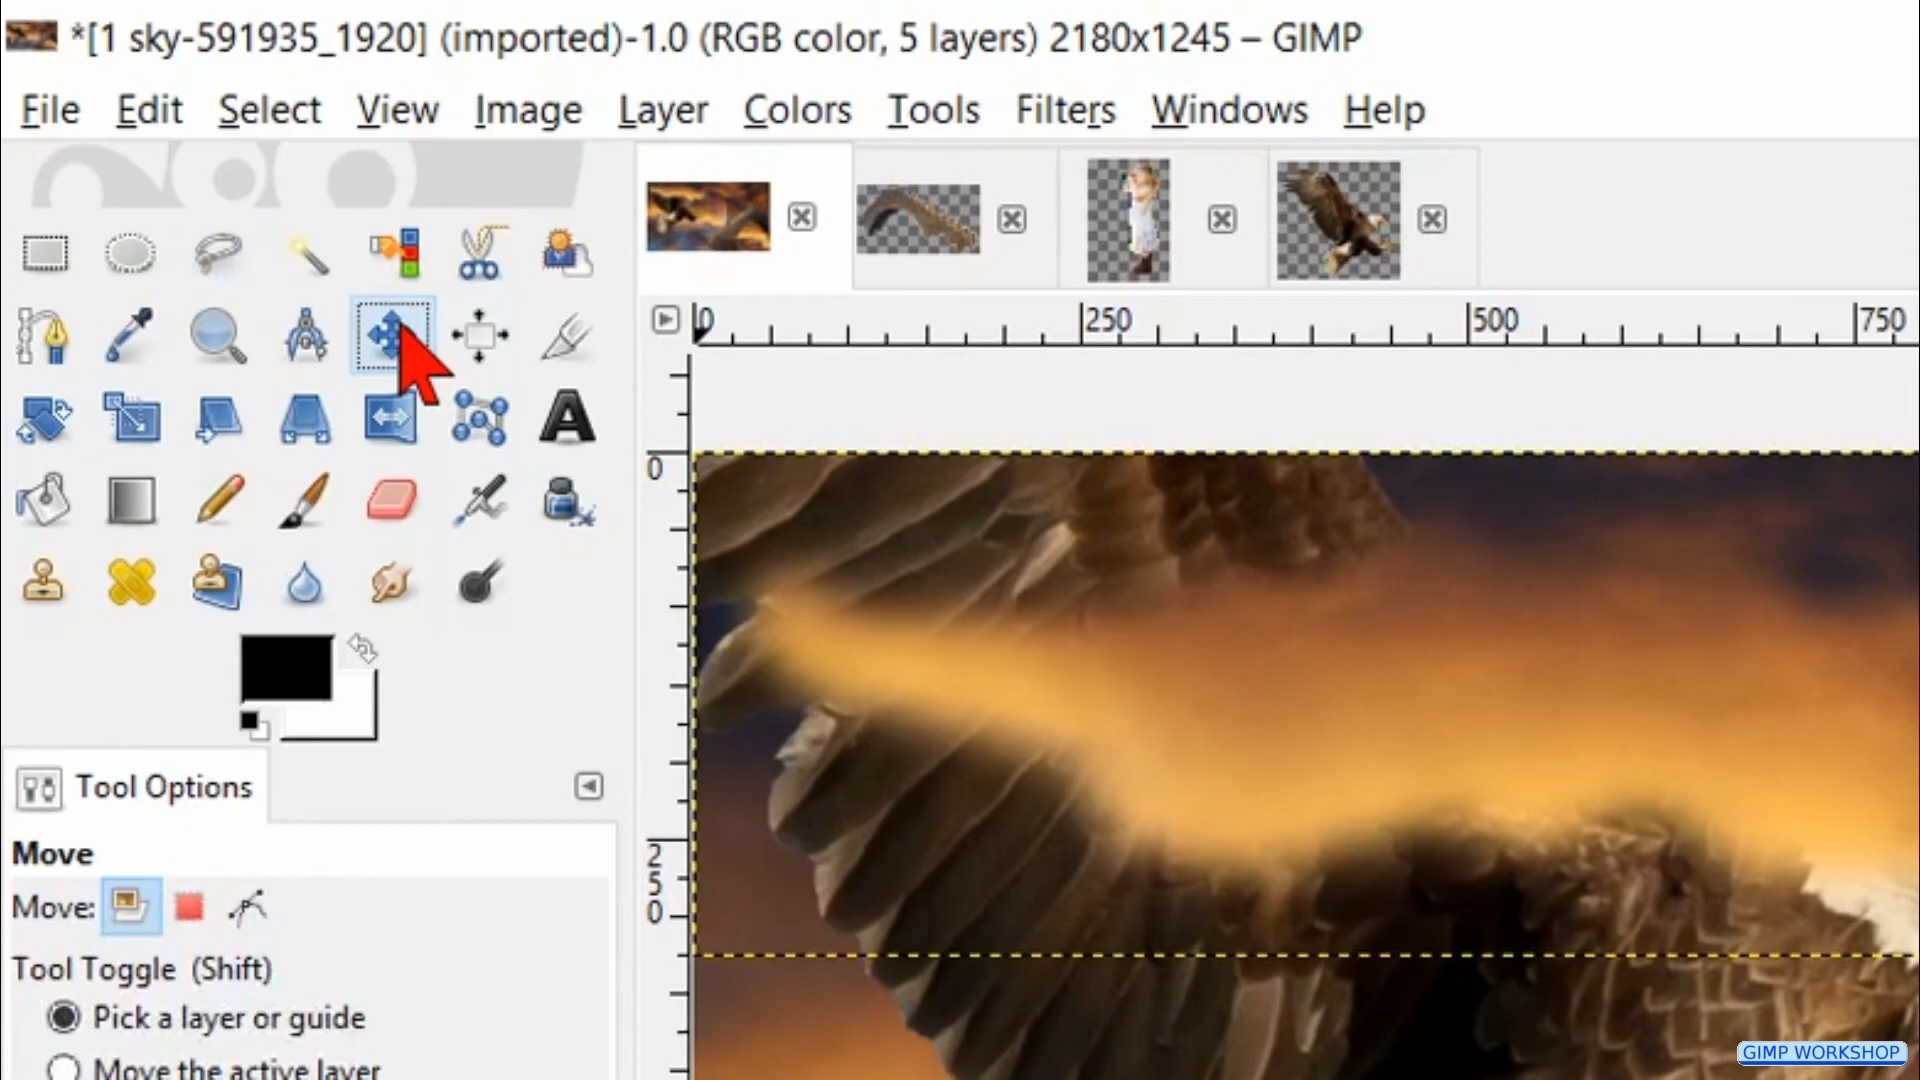 *[1 sky-591935_1920] (imported)-1.0 (RGB color, 5 layers) 2180x1245 – GIMP
File Edit Select View Image Layer Colors Tools Filters Windows Help
0 250 500 750
0
250
Tool Options
Move
Move:
Tool Toggle (Shift)
Pick a layer or guide
Move the active layer
GIMP WORKSHOP